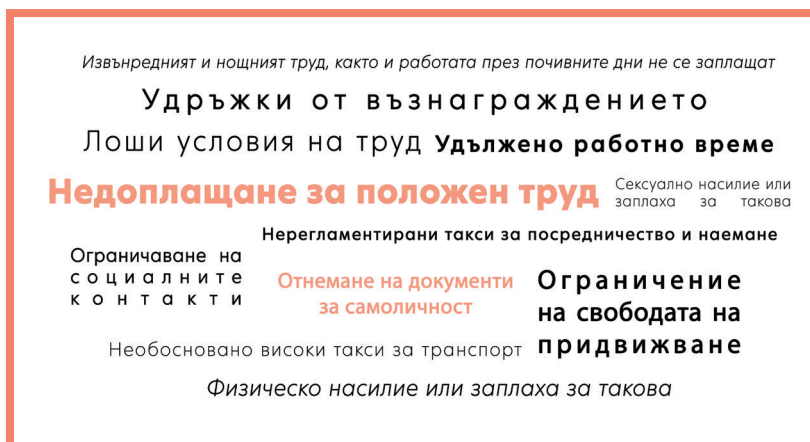 Извънредният и нощният труд, както и работата през почивните дни не се заплащат
Удръжки от възнаграждението
Лоши условия на труд Удължено работно време
Недоплащане за положен труд
Сексуално насилие или
заплаха за такова
Нерегламентирани такси за посредничество и наемане
Ограничаване на
социалните
контакти
Отнемане на документи
за самоличност
Ограничение
на свободата на
придвижване
Необосновано високи такси за транспорт
Физическо насилие или заплаха за такова